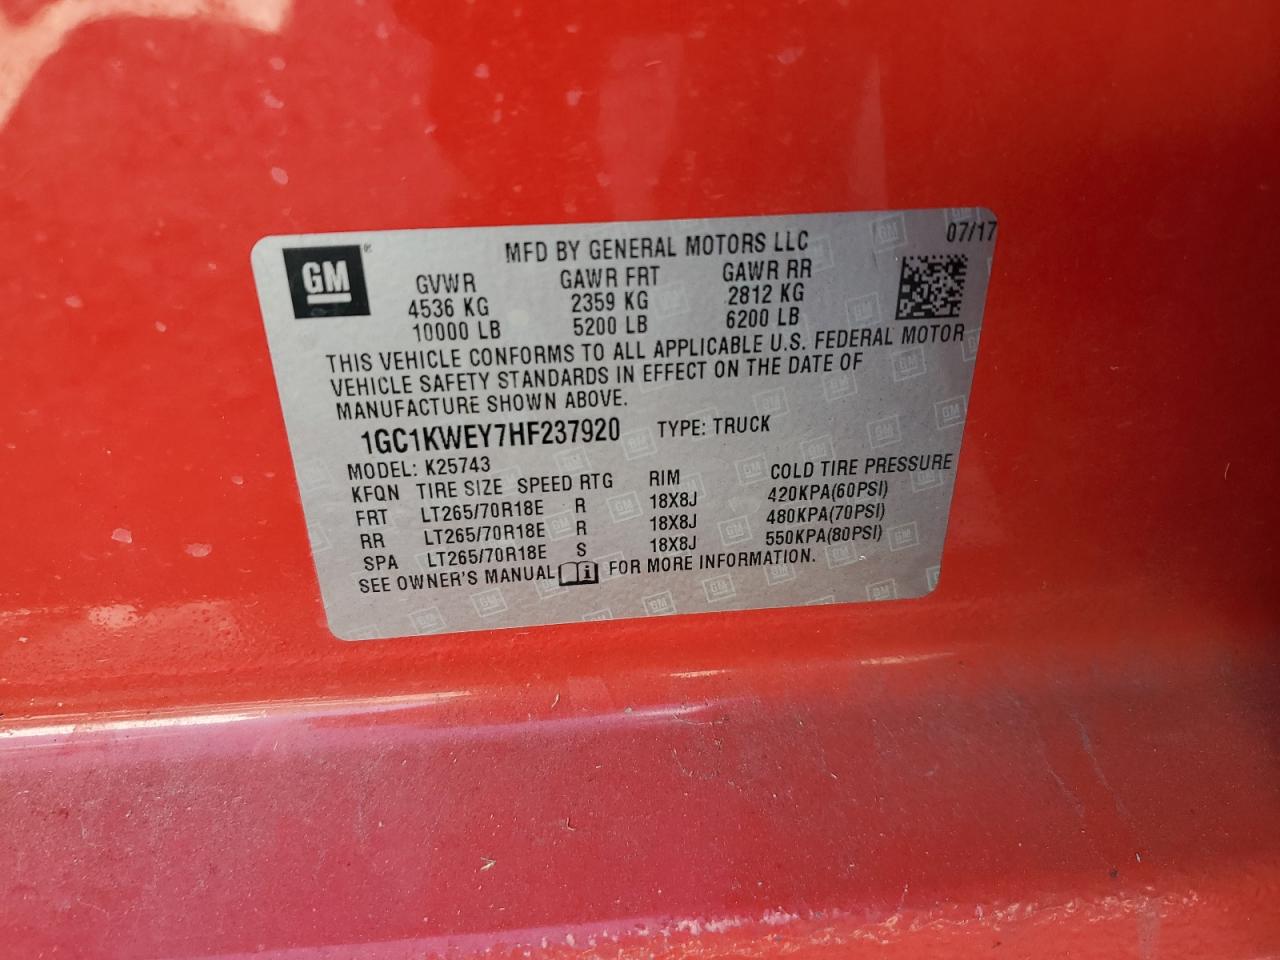 GM®
MFD BY GENERAL MOTORS LLC
07/17
GVWR GAWR FRT GAWR RR
4536 KG 2359 KG 2812 KG
10000 LB 5200 LB 6200 LB
THIS VEHICLE CONFORMS TO ALL APPLICABLE U.S. FEDERAL MOTOR
VEHICLE SAFETY STANDARDS IN EFFECT ON THE DATE OF
MANUFACTURE SHOWN ABOVE.
1GC1KWEY7HF237920 TYPE: TRUCK
MODEL: K25743
KFQN TIRE SIZE SPEED RTG RIM COLD TIRE PRESSURE
FRT LT265/70R18E R 18X8J 420KPA(60PSI)
RR LT265/70R18E R 18X8J 480KPA(70PSI)
SPA LT265/70R18E S 18X8J 550KPA(80PSI)
SEE OWNER'S MANUAL i FOR MORE INFORMATION.